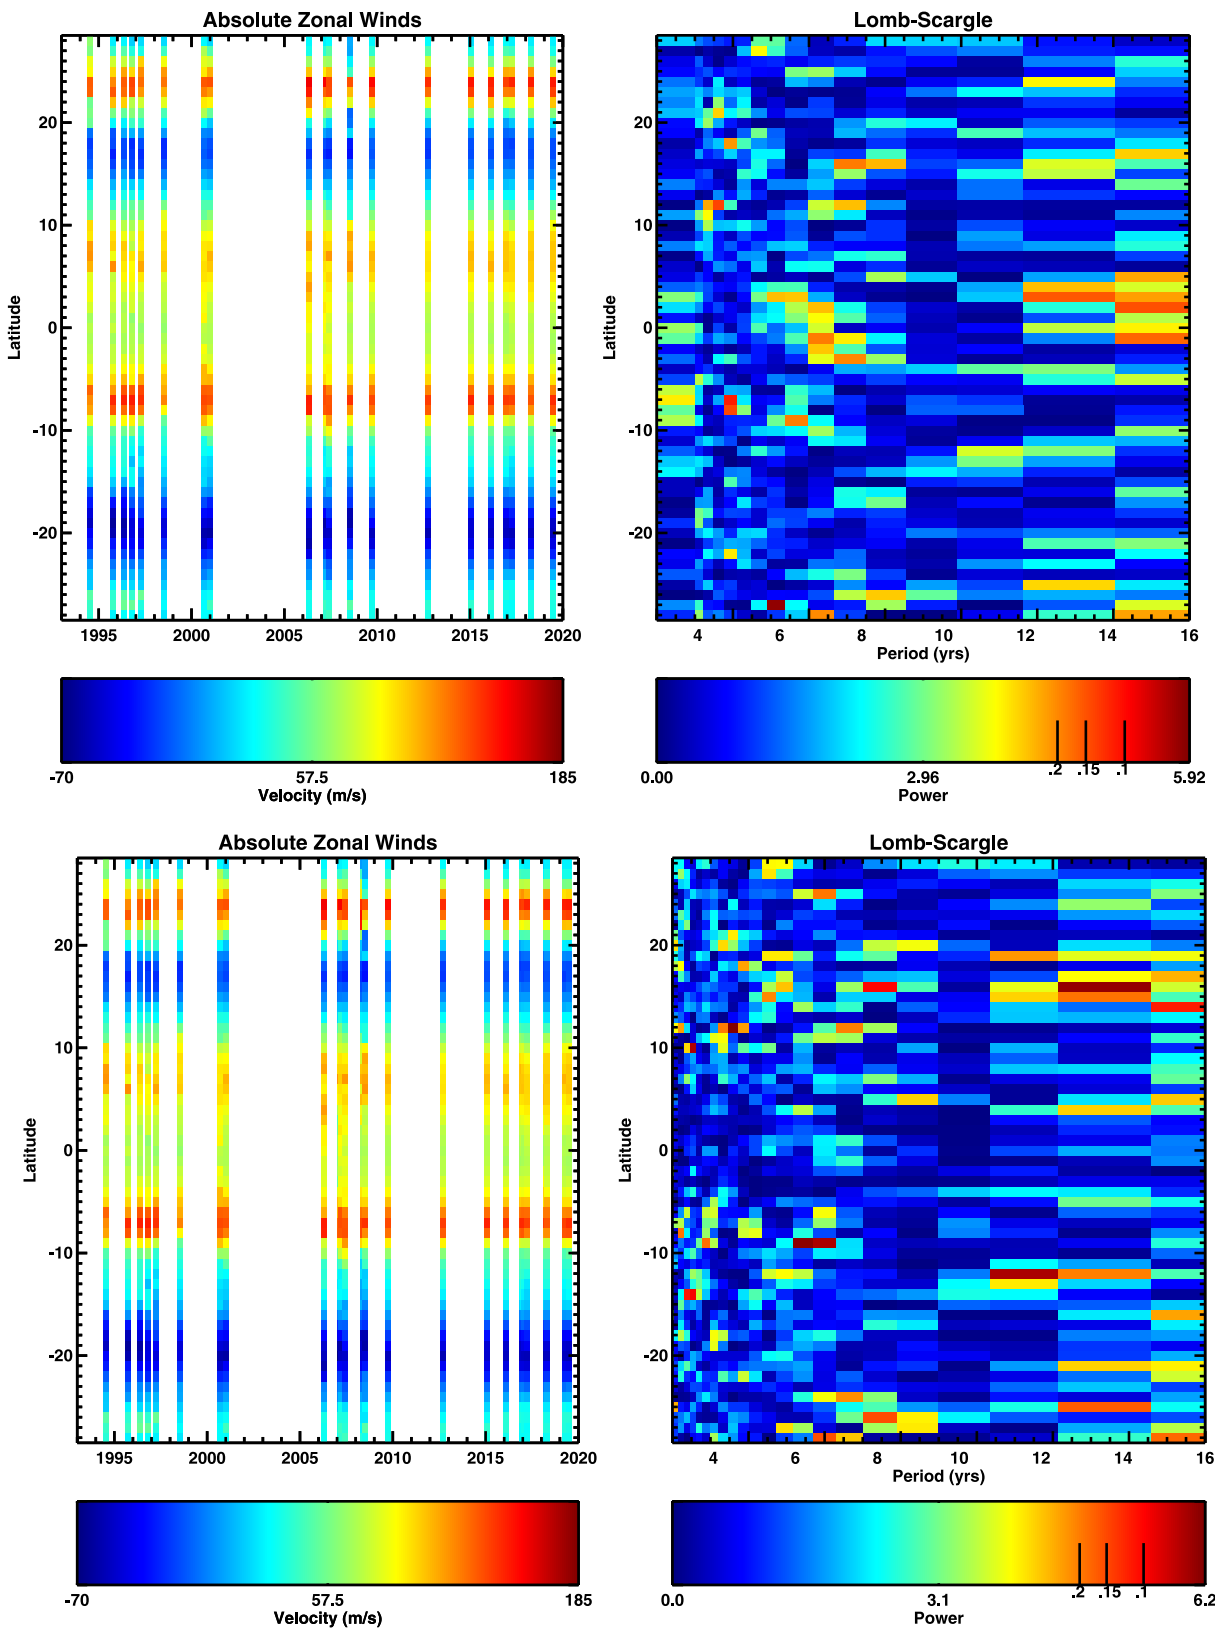 Absolute Zonal Winds
Lomb-Scargle
20
10
0
-10
-20
Latitude
1995 2000 2005 2010 2015 2020
20
10
0
-10
-20
Latitude
4 6 8 10 12 14 16
Period (yrs)
-70 57.5 185
Velocity (m/s)
.2 .15 .1
0.00 2.96 5.92
Power
Absolute Zonal Winds
Lomb-Scargle
20
10
0
-10
-20
Latitude
1995 2000 2005 2010 2015 2020
20
10
0
-10
-20
Latitude
4 6 8 10 12 14 16
Period (yrs)
-70 57.5 185
Velocity (m/s)
.2 .15 .1
0.0 3.1 6.2
Power